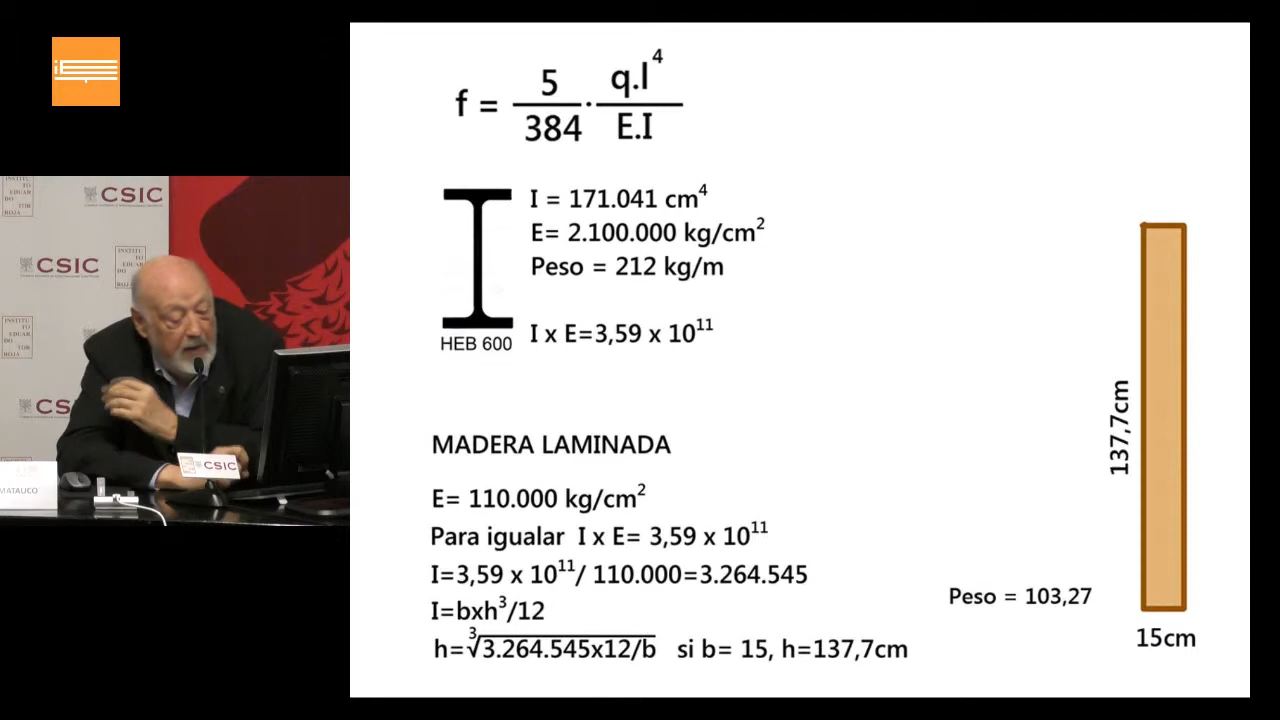 f = 5/384 · q.l⁴/E.I
I = 171.041 cm⁴
E= 2.100.000 kg/cm²
Peso = 212 kg/m
I x E=3,59 x 10¹¹
HEB 600
MADERA LAMINADA
E= 110.000 kg/cm²
Para igualar I x E= 3,59 x 10¹¹
I=3,59 x 10¹¹/ 110.000=3.264.545
I=bxh³/12
h=∛3.264.545x12/b si b= 15, h=137,7cm
137,7cm
Peso = 103,27
15cm
CSIC
CSIC
CSIC
CSIC
MATAUCO